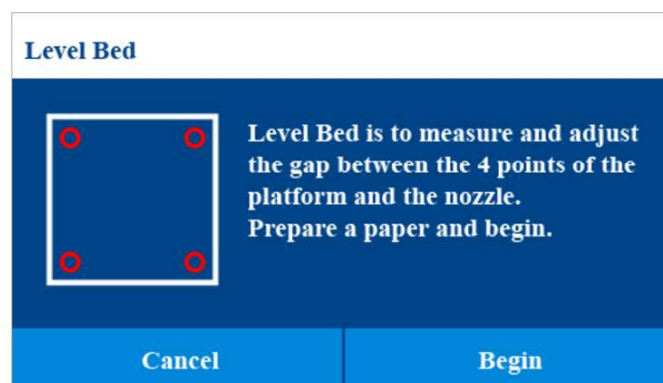 Level Bed
Level Bed is to measure and adjust
the gap between the 4 points of the
platform and the nozzle.
Prepare a paper and begin.
Cancel
Begin